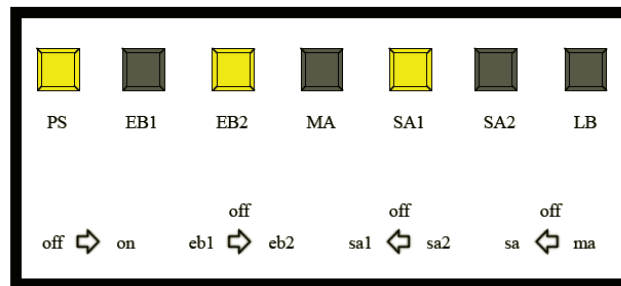 PS EB1 EB2 MA SA1 SA2 LB
off off off
off on eb1 eb2 sa1 sa2 sa ma